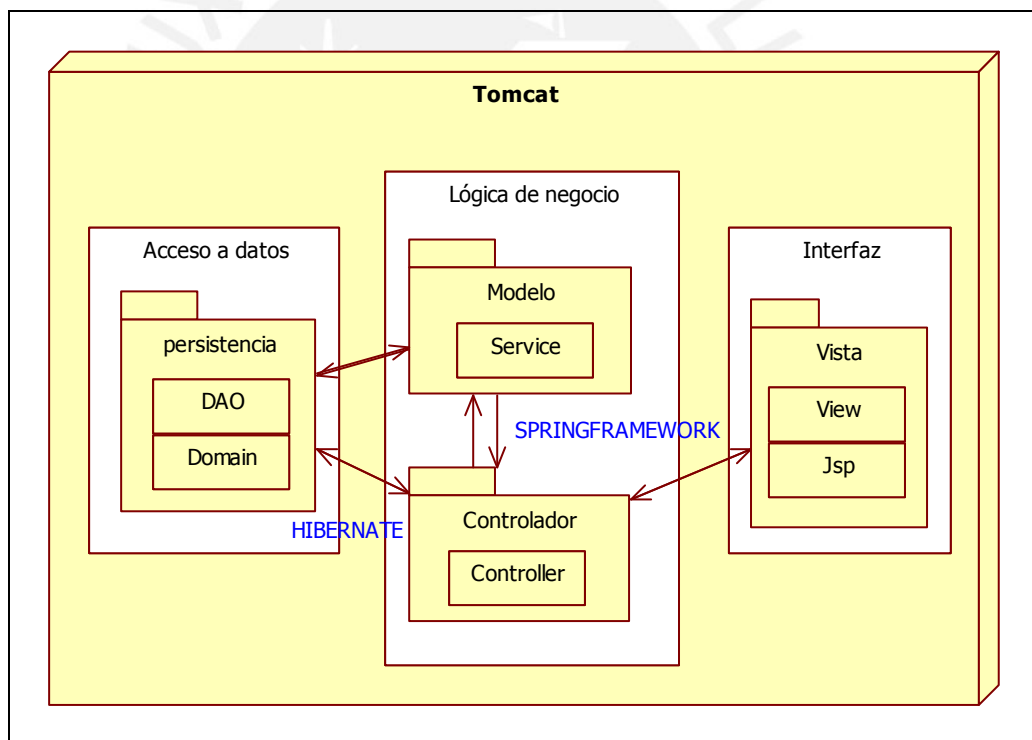 Tomcat
Lógica de negocio
Acceso a datos
Interfaz
Modelo
Service
persistencia
DAO
Domain
Vista
View
Jsp
SPRINGFRAMEWORK
HIBERNATE
Controlador
Controller